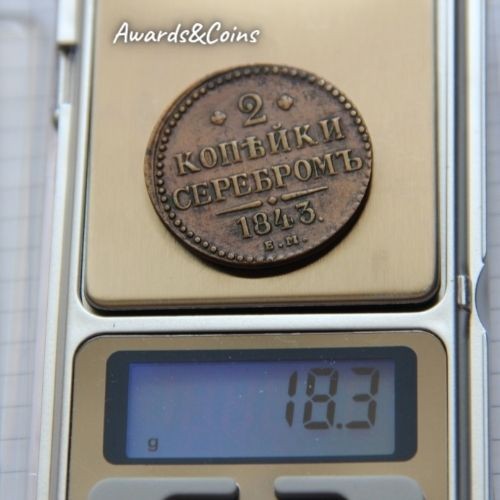 Awards&Coins
2
КОПѢЙКИ
СЕРЕБРОМЪ
1843.
Е.М.
18.3
g